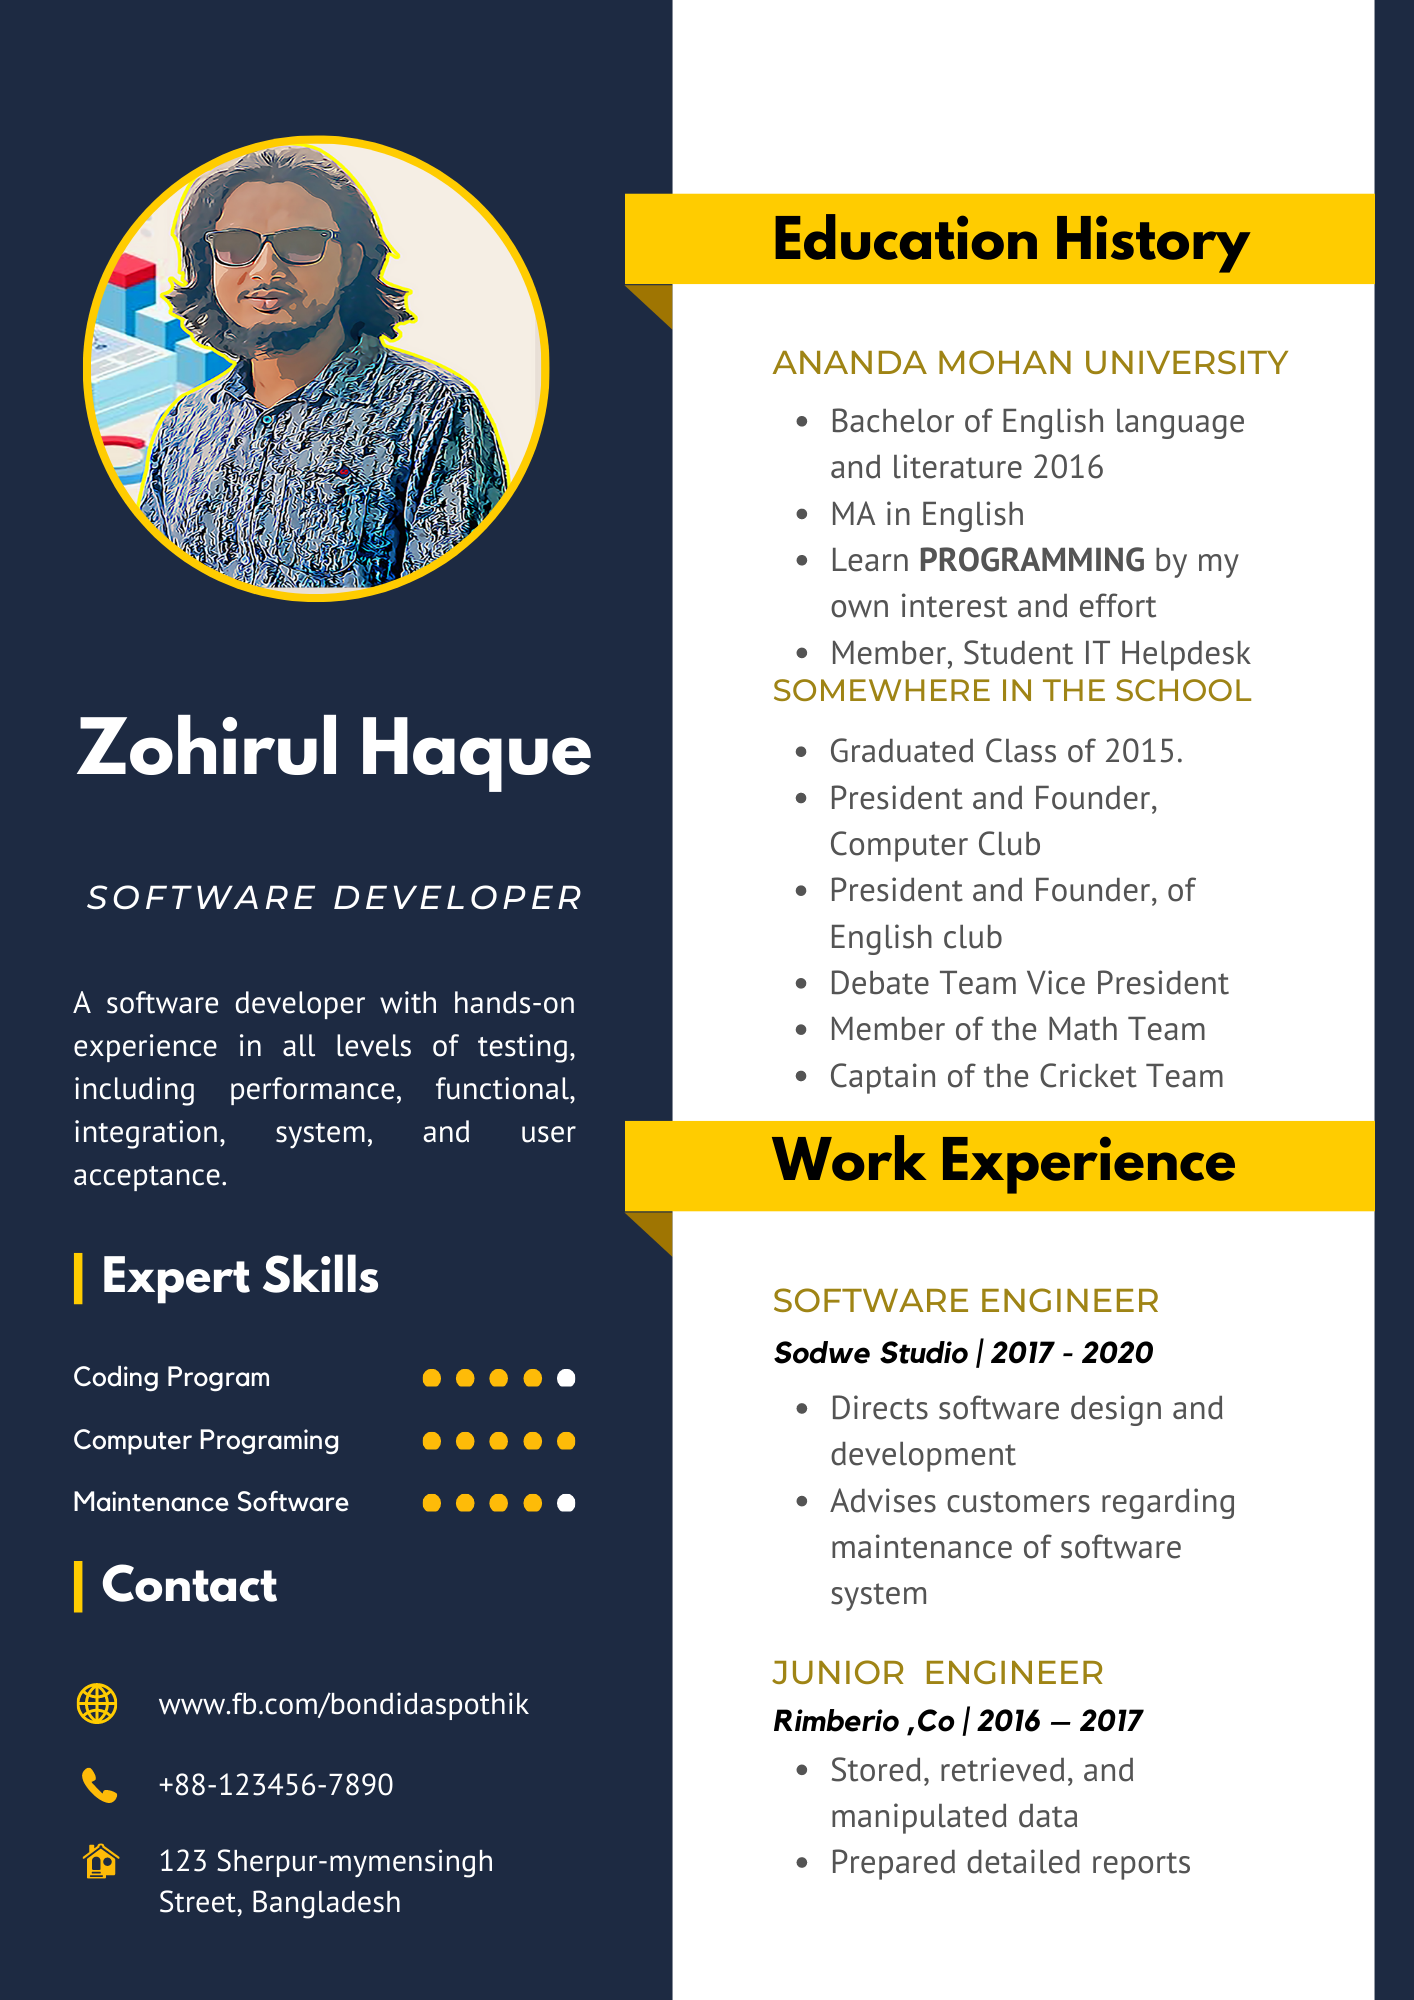 Zohirul Haque
SOFTWARE DEVELOPER
A software developer with hands-on
experience in all levels of testing,
including performance, functional,
integration, system, and user
acceptance.
Expert Skills
Coding Program
Computer Programing
Maintenance Software
Contact
www.fb.com/bondidaspothik
+88-123456-7890
123 Sherpur-mymensingh
Street, Bangladesh
Education History
ANANDA MOHAN UNIVERSITY
• Bachelor of English language
and literature 2016
• MA in English
• Learn PROGRAMMING by my
own interest and effort
• Member, Student IT Helpdesk
SOMEWHERE IN THE SCHOOL
• Graduated Class of 2015.
• President and Founder,
Computer Club
• President and Founder, of
English club
• Debate Team Vice President
• Member of the Math Team
• Captain of the Cricket Team
Work Experience
SOFTWARE ENGINEER
Sodwe Studio | 2017 - 2020
• Directs software design and
development
• Advises customers regarding
maintenance of software
system
JUNIOR ENGINEER
Rimberio ,Co | 2016 – 2017
• Stored, retrieved, and
manipulated data
• Prepared detailed reports